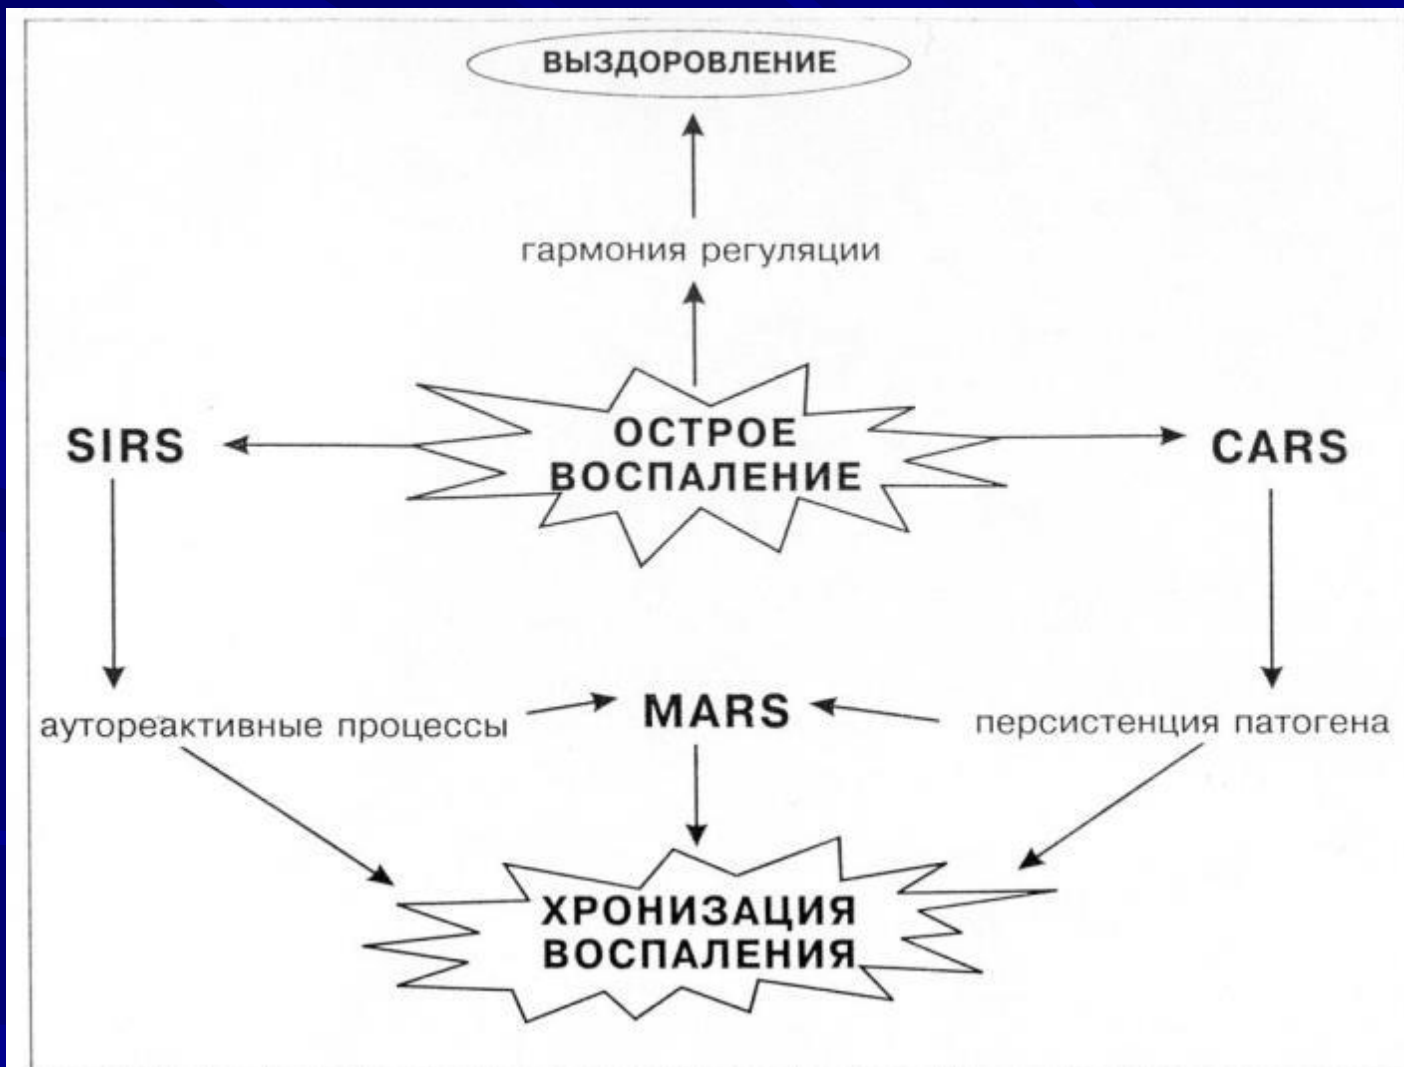 ВЫЗДОРОВЛЕНИЕ
гармония регуляции
ОСТРОЕ
ВОСПАЛЕНИЕ
SIRS
CARS
аутореактивные процессы
MARS
персистенция патогена
ХРОНИЗАЦИЯ
ВОСПАЛЕНИЯ